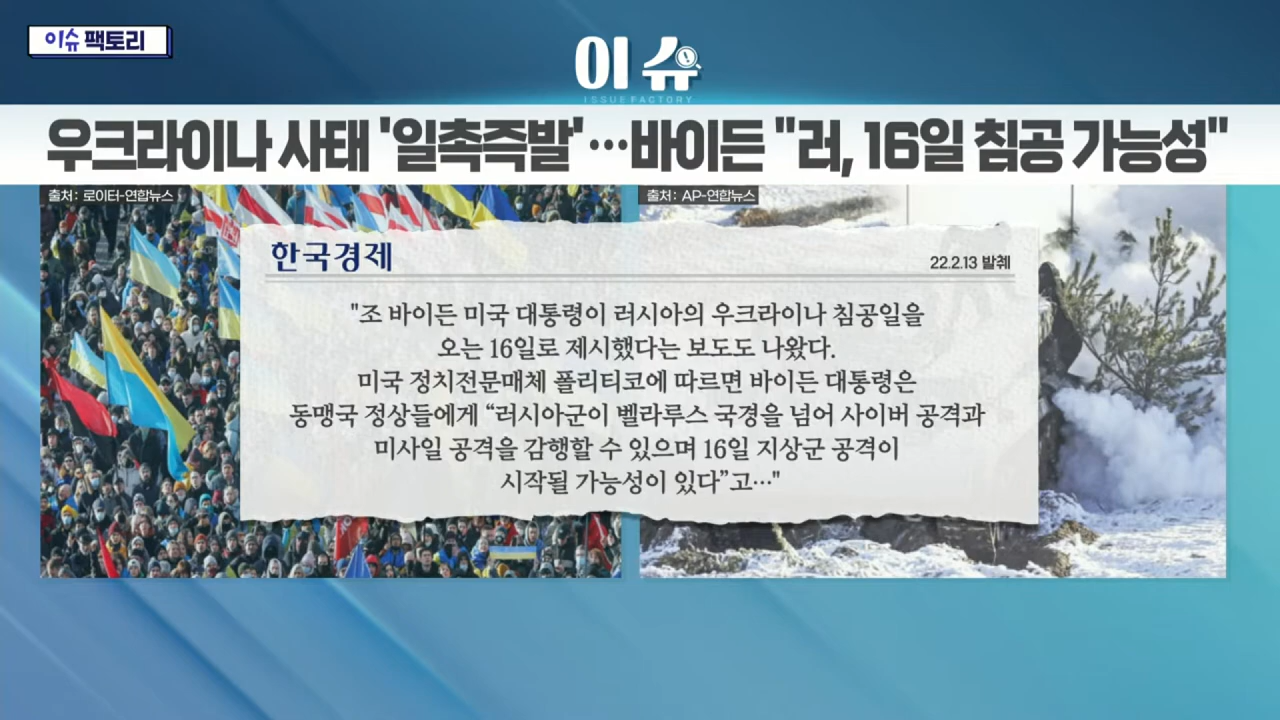 이슈 팩토리
이슈
ISSUE FACTORY
우크라이나 사태 '일촉즉발'…바이든 "러, 16일 침공 가능성"
출처: 로이터-연합뉴스
출처: AP-연합뉴스
한국경제
22.2.13 발췌
"조 바이든 미국 대통령이 러시아의 우크라이나 침공일을
오는 16일로 제시했다는 보도도 나왔다.
미국 정치전문매체 폴리티코에 따르면 바이든 대통령은
동맹국 정상들에게 “러시아군이 벨라루스 국경을 넘어 사이버 공격과
미사일 공격을 감행할 수 있으며 16일 지상군 공격이
시작될 가능성이 있다”고…"